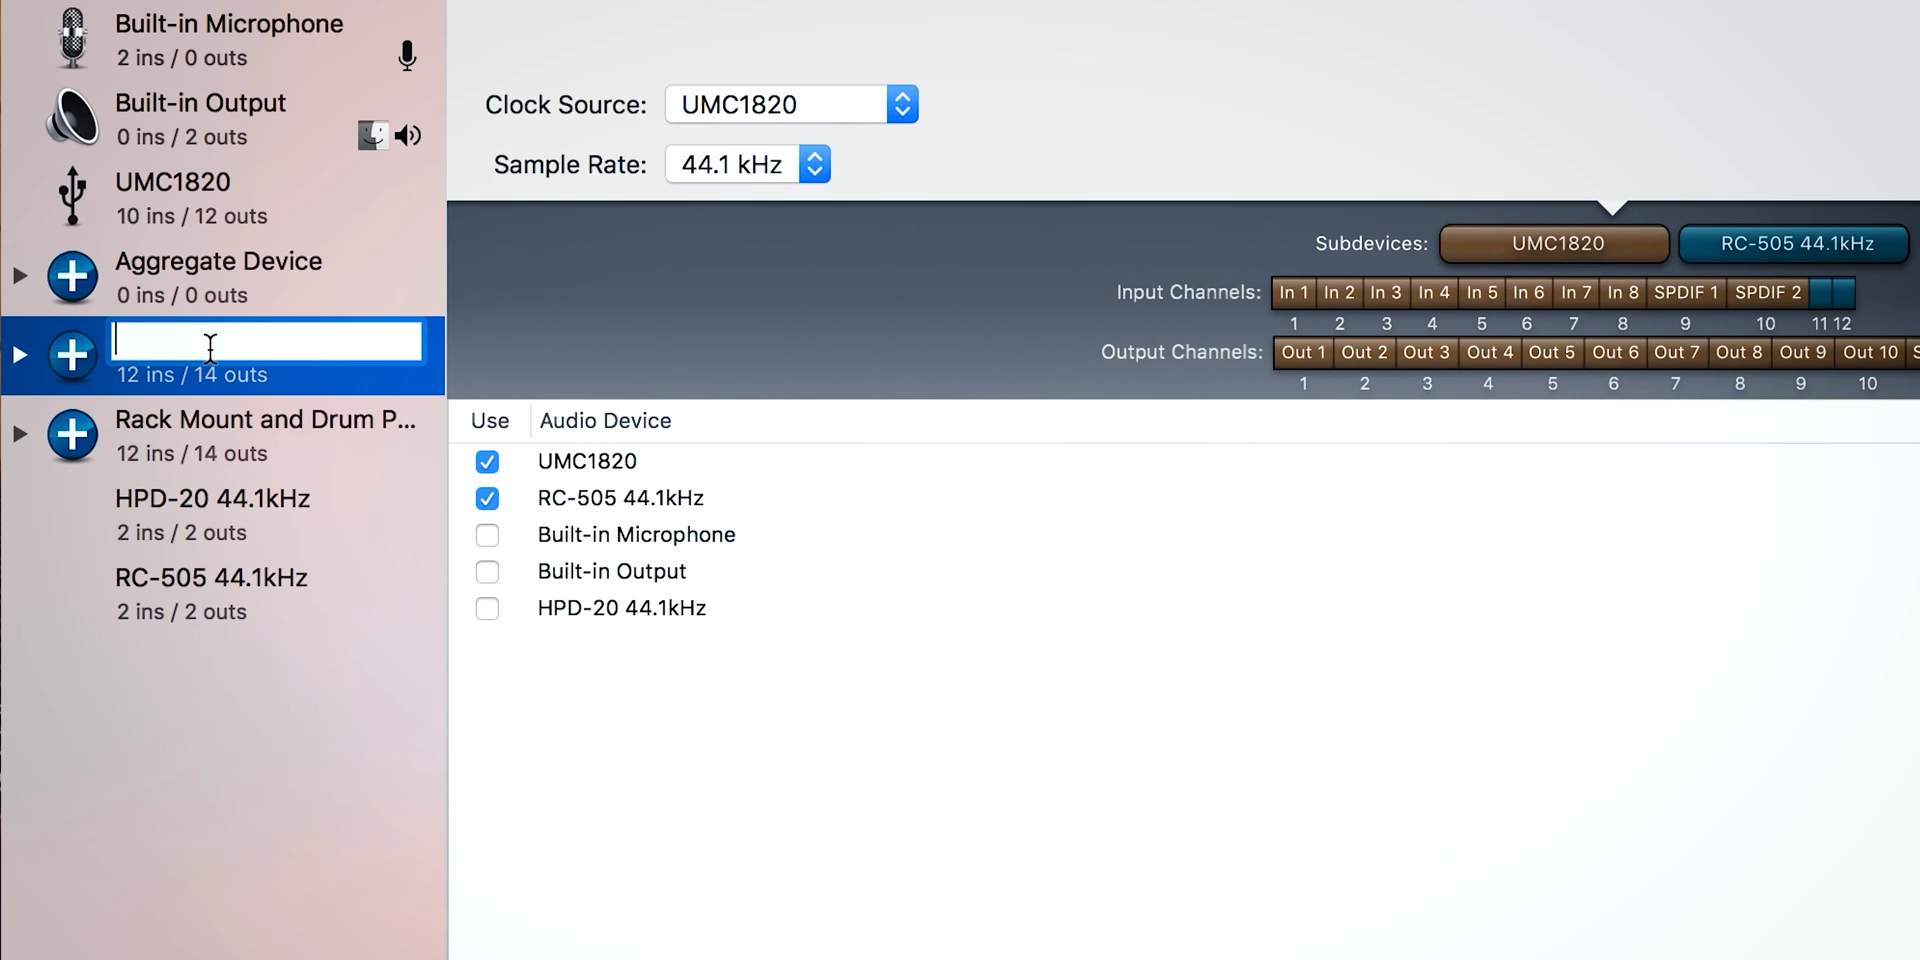 Built-in Microphone
2 ins / 0 outs
Built-in Output
0 ins / 2 outs
UMC1820
10 ins / 12 outs
Aggregate Device
0 ins / 0 outs
12 ins / 14 outs
Rack Mount and Drum P...
12 ins / 14 outs
HPD-20 44.1kHz
2 ins / 2 outs
RC-505 44.1kHz
2 ins / 2 outs
Clock Source: UMC1820
Sample Rate: 44.1 kHz
Subdevices: UMC1820 RC-505 44.1kHz
Input Channels: In 1 In 2 In 3 In 4 In 5 In 6 In 7 In 8 SPDIF 1 SPDIF 2
1 2 3 4 5 6 7 8 9 10 11 12
Output Channels: Out 1 Out 2 Out 3 Out 4 Out 5 Out 6 Out 7 Out 8 Out 9 Out 10 S
1 2 3 4 5 6 7 8 9 10
Use Audio Device
UMC1820
RC-505 44.1kHz
Built-in Microphone
Built-in Output
HPD-20 44.1kHz